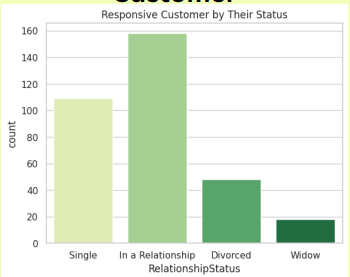 Customer
Responsive Customer by Their Status
160
140
120
100
80
60
40
20
0
count
Single In a Relationship Divorced Widow
RelationshipStatus